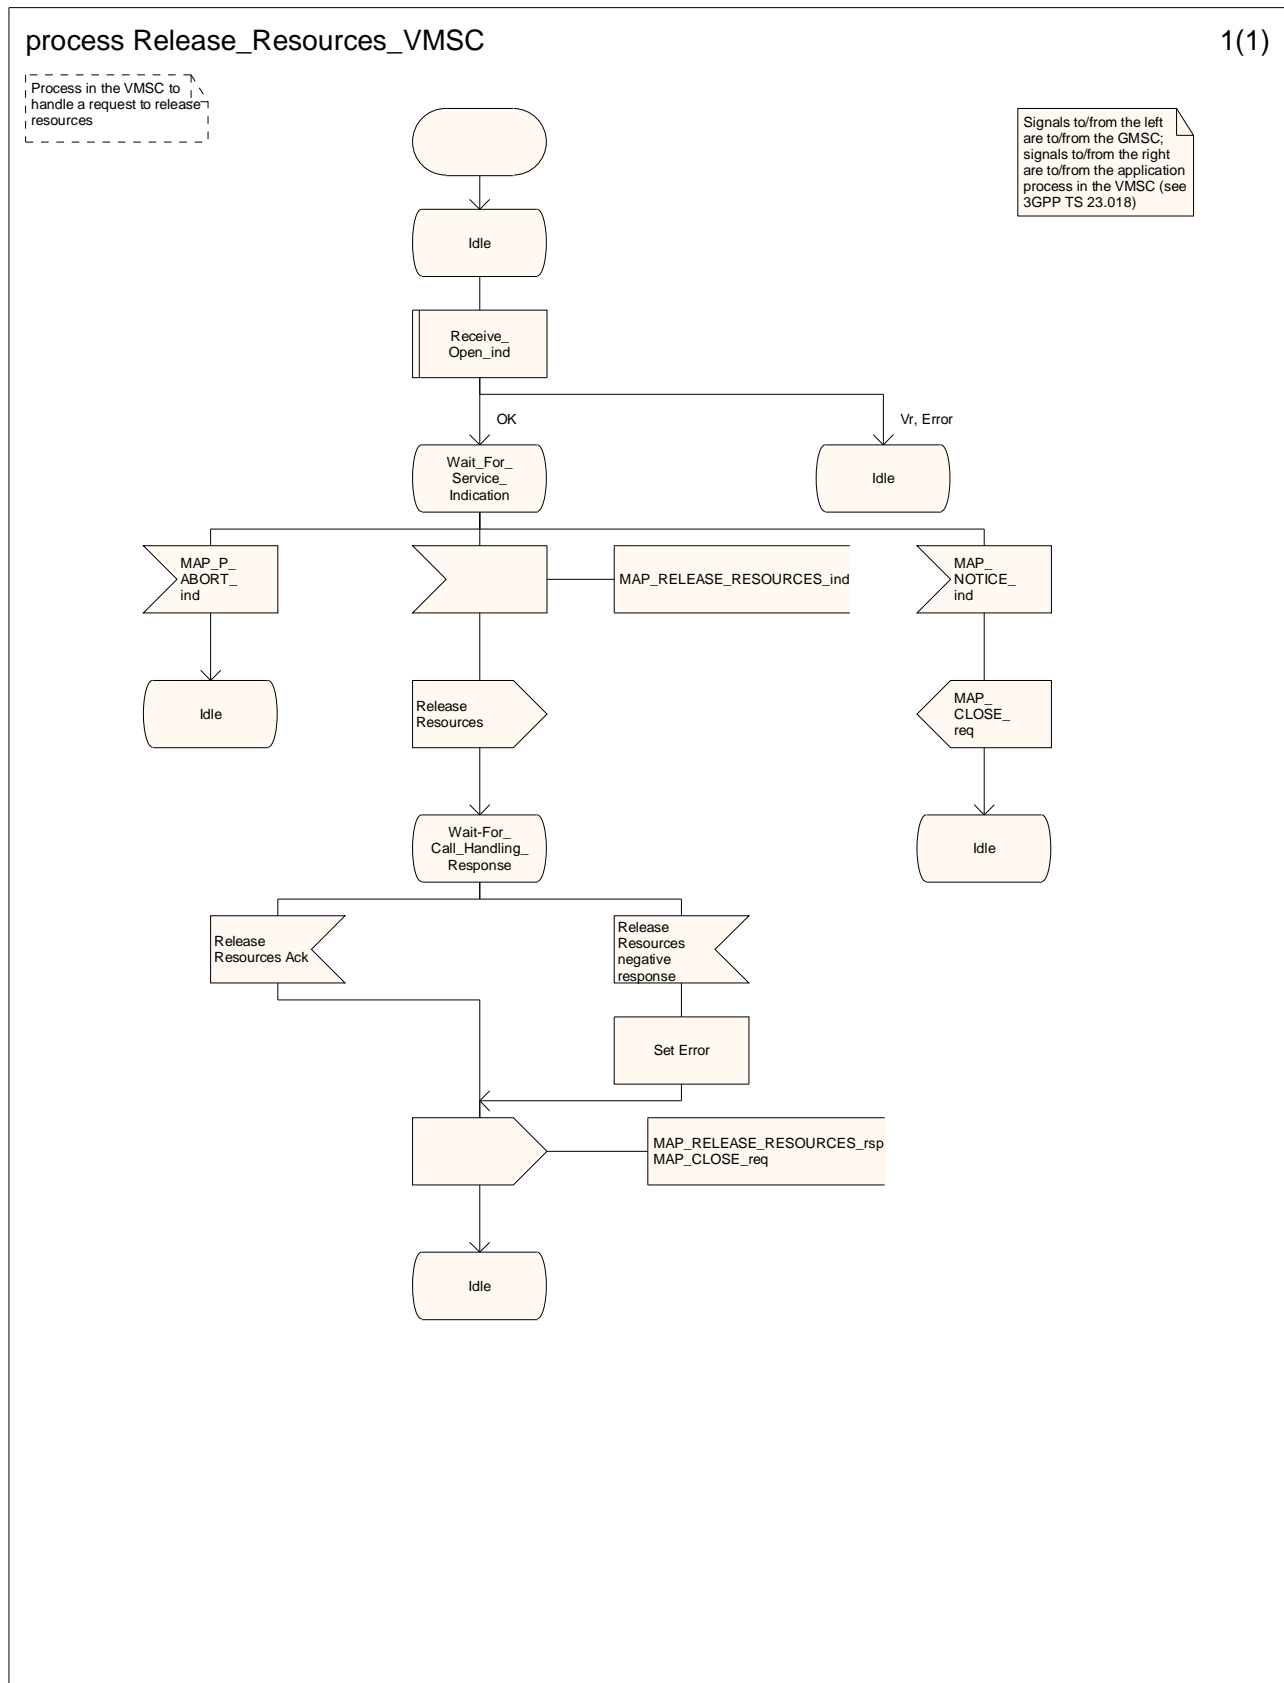 process Release_Resources_VMSC
1(1)
Process in the VMSC to
handle a request to release
resources
Signals to/from the left
are to/from the GMSC;
signals to/from the right
are to/from the application
process in the VMSC (see
3GPP TS 23.018)
Idle
Receive_
Open_ind
OK
Vr, Error
Wait_For_
Service_
Indication
Idle
MAP_P_
ABORT_
ind
MAP_RELEASE_RESOURCES_ind
MAP_
NOTICE_
ind
Idle
Release
Resources
MAP_
CLOSE_
req
Wait-For_
Call_Handling_
Response
Idle
Release
Resources Ack
Release
Resources
negative
response
Set Error
MAP_RELEASE_RESOURCES_rsp
MAP_CLOSE_req
Idle